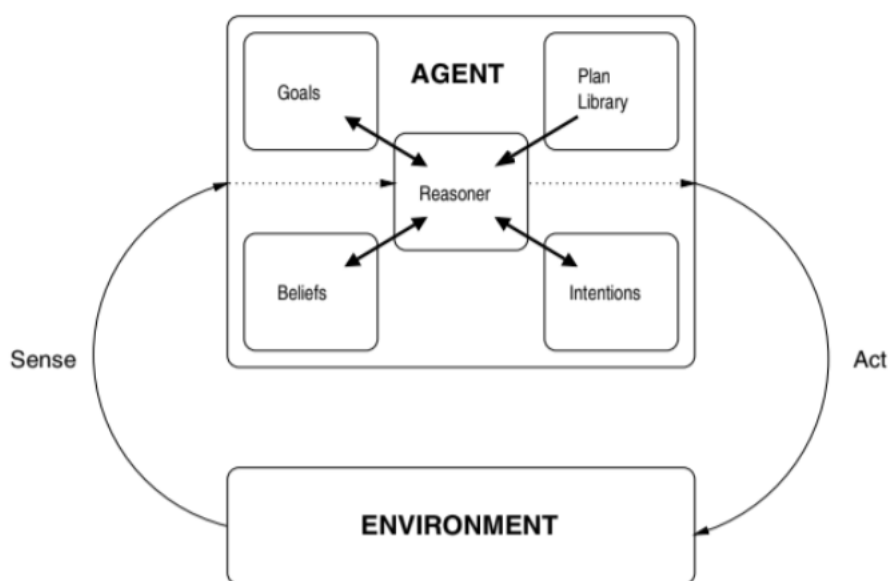 Goals
AGENT
Plan
Library
Reasoner
Beliefs
Intentions
Sense
Act
ENVIRONMENT